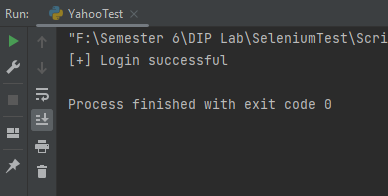 Run: YahooTest
"F:\Semester 6\DIP Lab\SeleniumTest\Scri
[+] Login successful
Process finished with exit code 0